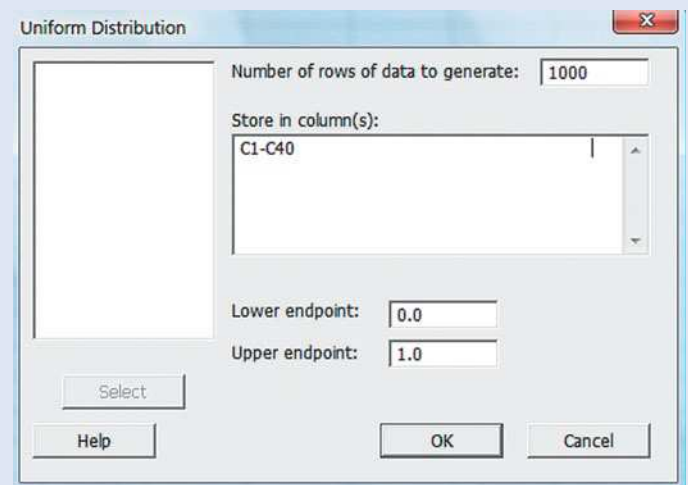 Uniform Distribution
Number of rows of data to generate: 1000
Store in column(s):
C1-C40
Lower endpoint: 0.0
Upper endpoint: 1.0
Select
Help OK Cancel